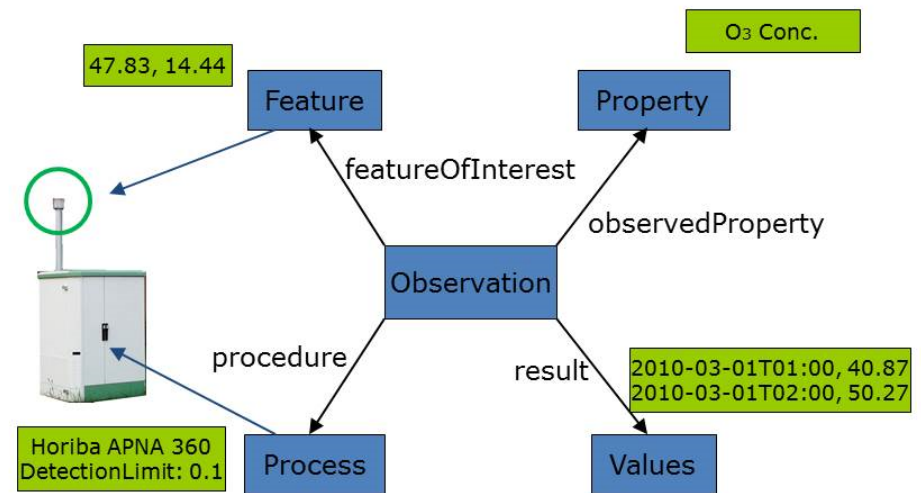 O3 Conc.
47.83, 14.44
Feature
Property
featureOfInterest
observedProperty
Observation
procedure
result
2010-03-01T01:00, 40.87
2010-03-01T02:00, 50.27
Horiba APNA 360
DetectionLimit: 0.1
Process
Values